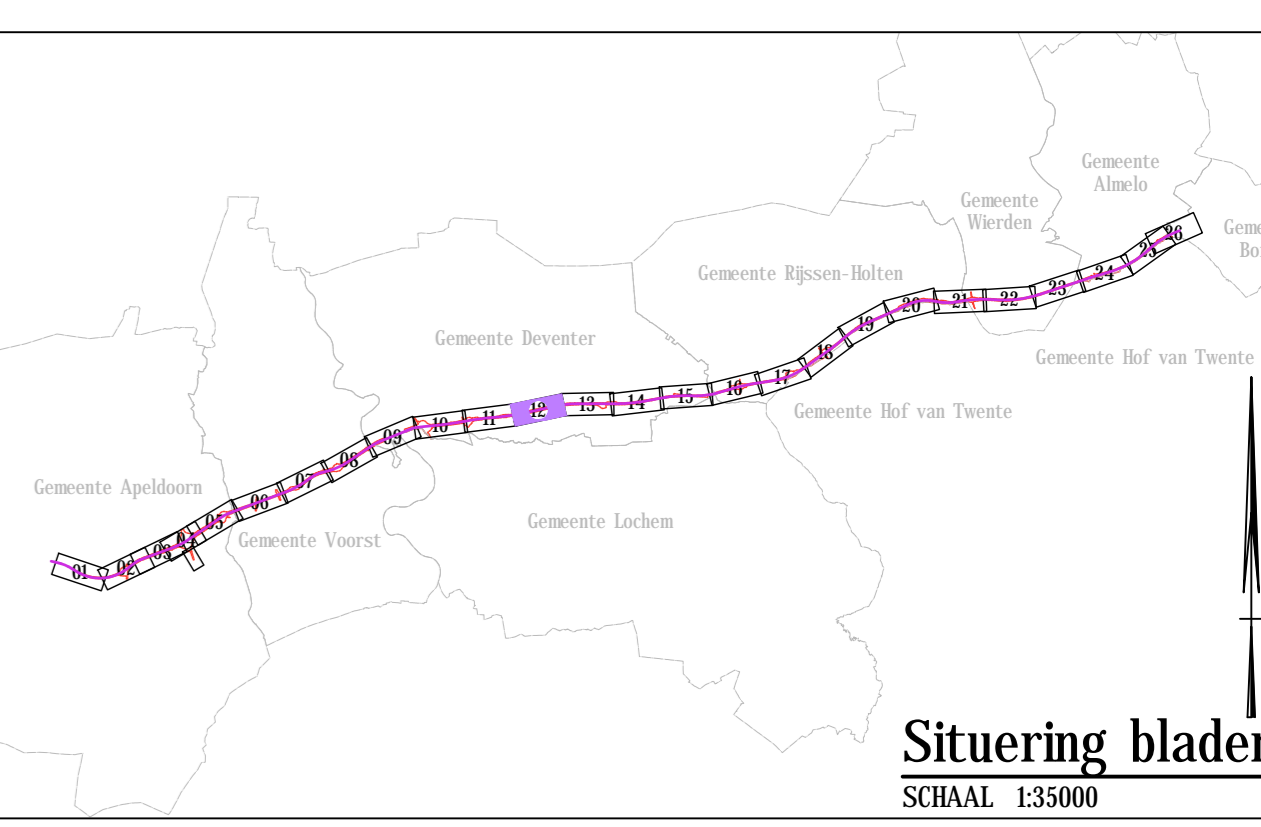 Gemeente
Almelo
Gemeente
Wierden
Geme
Gemeente Rijssen-Holten
Gemeente Deventer
Gemeente Hof van Twente
Gemeente Hof van Twente
Gemeente Apeldoorn
Gemeente Lochem
Gemeente Voorst
01
02
03
04
05
06
07
08
09
10
11
12
13
14
15
16
17
18
19
20
21
22
23
24
25
26
Situering blader
SCHAAL 1:35000